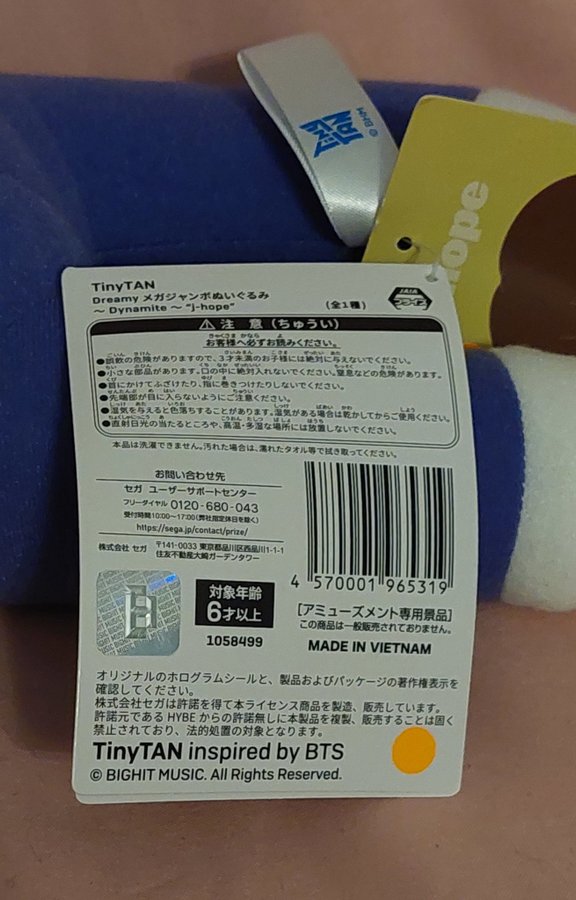 TinyTAN
© BHM
hope
TinyTAN
Dreamy メガジャンボぬいぐるみ
～ Dynamite ～ “j-hope”
(全1種)
JAIA
プライズ
⚠ 注 意 (ちゅうい)
お客様へ必ずお読みください。
●誤飲の危険がありますので、3才未満のお子様には絶対に与えないでください。
●小さな部品があります。口の中に絶対入れないでください。窒息などの危険があります。
●首にかけてふざけたり、指に巻きつけたりしないでください。
●先端部が目に入らないようにご注意ください。
●湿気を与えると色落ちすることがあります。湿気がある場合は乾かしてからご使用ください。
●直射日光の当たるところや、高温・多湿な場所には放置しないでください。
本品は洗濯できません。汚れた場合は、濡れたタオル等で拭き取ってください。
お問い合わせ先
セガ ユーザーサポートセンター
フリーダイヤル 0120-680-043
受付時間10:00～17:00(弊社指定休日を除く)
https://sega.jp/contact/prize/
株式会社 セガ 〒141-0033 東京都品川区西品川1-1-1
住友不動産大崎ガーデンタワー
4 570001 965319
対象年齢
6才以上
1058499
[アミューズメント専用景品]
この商品は一般販売されておりません。
MADE IN VIETNAM
オリジナルのホログラムシールと、製品およびパッケージの著作権表示を
確認してください。
株式会社セガは許諾を得て本ライセンス商品を製造、販売しています。
許諾元である HYBE からの許諾無しに本製品を複製、販売することは固く
禁止されており、法的処置の対象となります。
TinyTAN inspired by BTS
© BIGHIT MUSIC. All Rights Reserved.